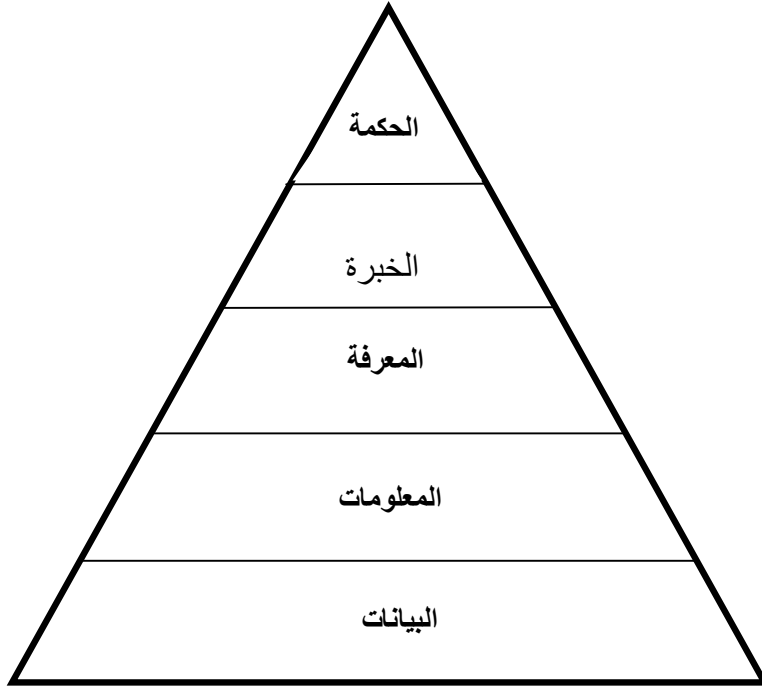 الحكمة
الخبرة
المعرفة
المعلومات
البيانات